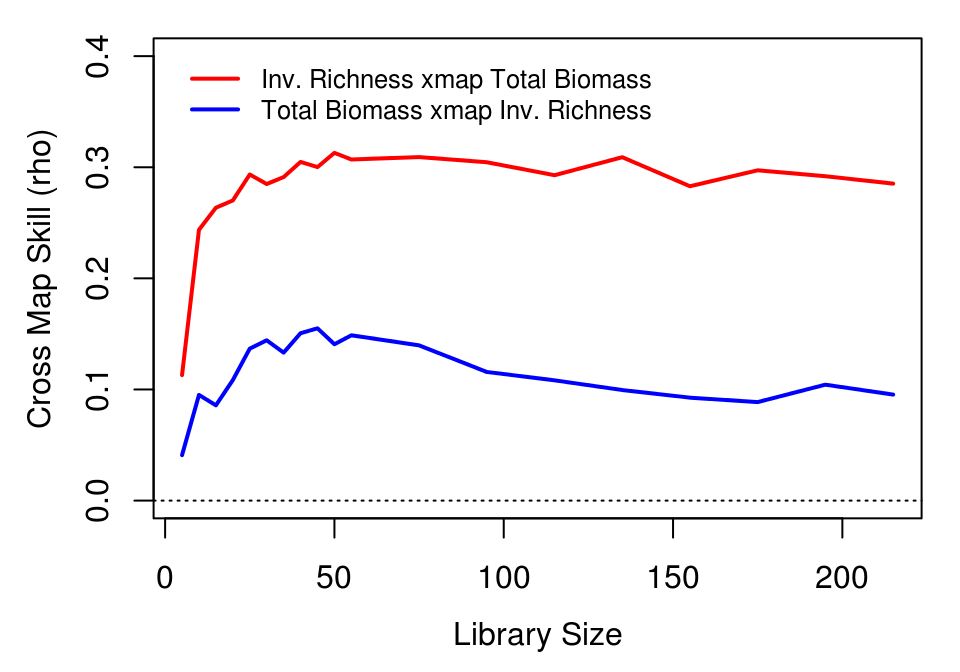 Inv. Richness xmap Total Biomass
Total Biomass xmap Inv. Richness
Cross Map Skill (rho)
0.4
0.3
0.2
0.1
0.0
0 50 100 150 200
Library Size